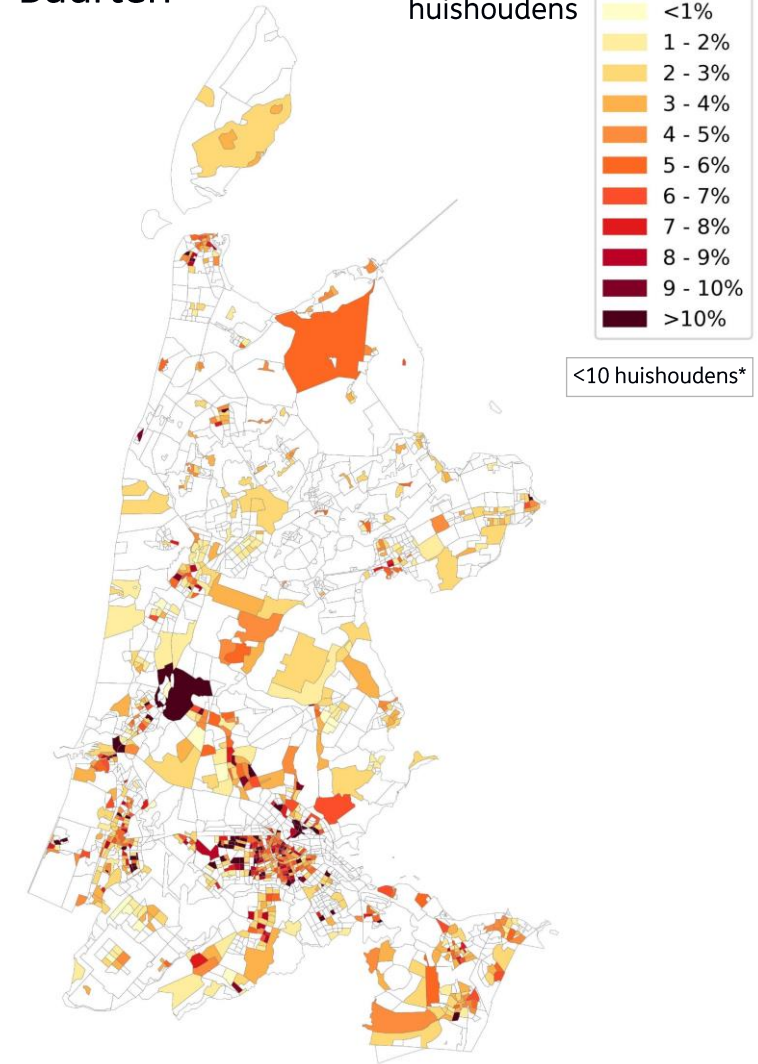 huishoudens
<1%
1 - 2%
2 - 3%
3 - 4%
4 - 5%
5 - 6%
6 - 7%
7 - 8%
8 - 9%
9 - 10%
>10%
<10 huishoudens*